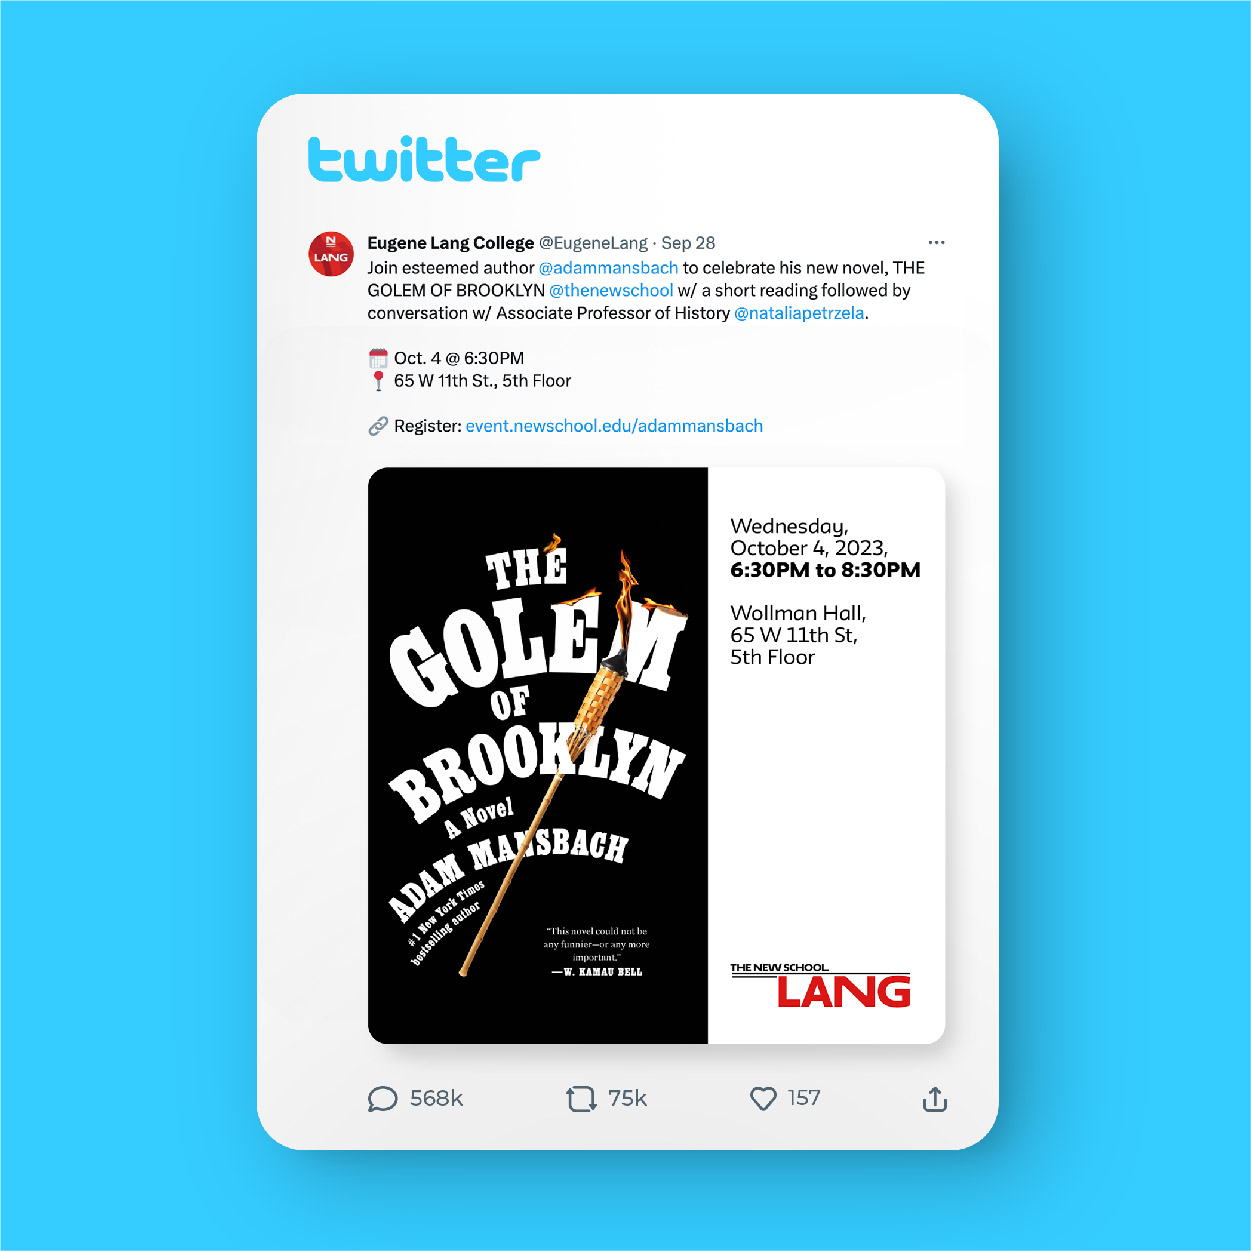 twitter
N
LANG
Eugene Lang College @EugeneLang · Sep 28
Join esteemed author @adammansbach to celebrate his new novel, THE
GOLEM OF BROOKLYN @thenewschool w/ a short reading followed by
conversation w/ Associate Professor of History @nataliapetrzela.
Oct. 4 @ 6:30PM
65 W 11th St., 5th Floor
Register: event.newschool.edu/adammansbach
THE
GOLEM
OF
BROOKLYN
A Novel
ADAM MANSBACH
#1 New York Times
bestselling author
"This novel could not be
any funnier—or any more
important."
—W. KAMAU BELL
Wednesday,
October 4, 2023,
6:30PM to 8:30PM
Wollman Hall,
65 W 11th St,
5th Floor
THE NEW SCHOOL
LANG
568k
75k
157